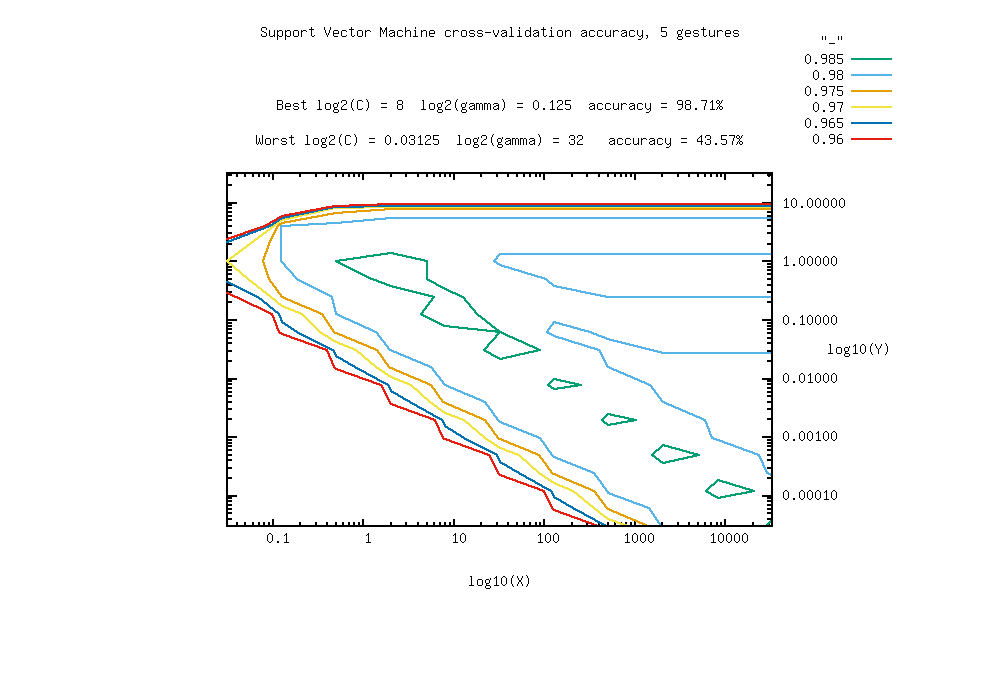 Support Vector Machine cross-validation accuracy, 5 gestures
"_"
0.985
0.98
0.975
0.97
0.965
0.96
Best log2(C) = 8  log2(gamma) = 0.125  accuracy = 98.71%
Worst log2(C) = 0.03125  log2(gamma) = 32   accuracy = 43.57%
10.00000
1.00000
0.10000
log10(Y)
0.01000
0.00100
0.00010
0.1 1 10 100 1000 10000
log10(X)